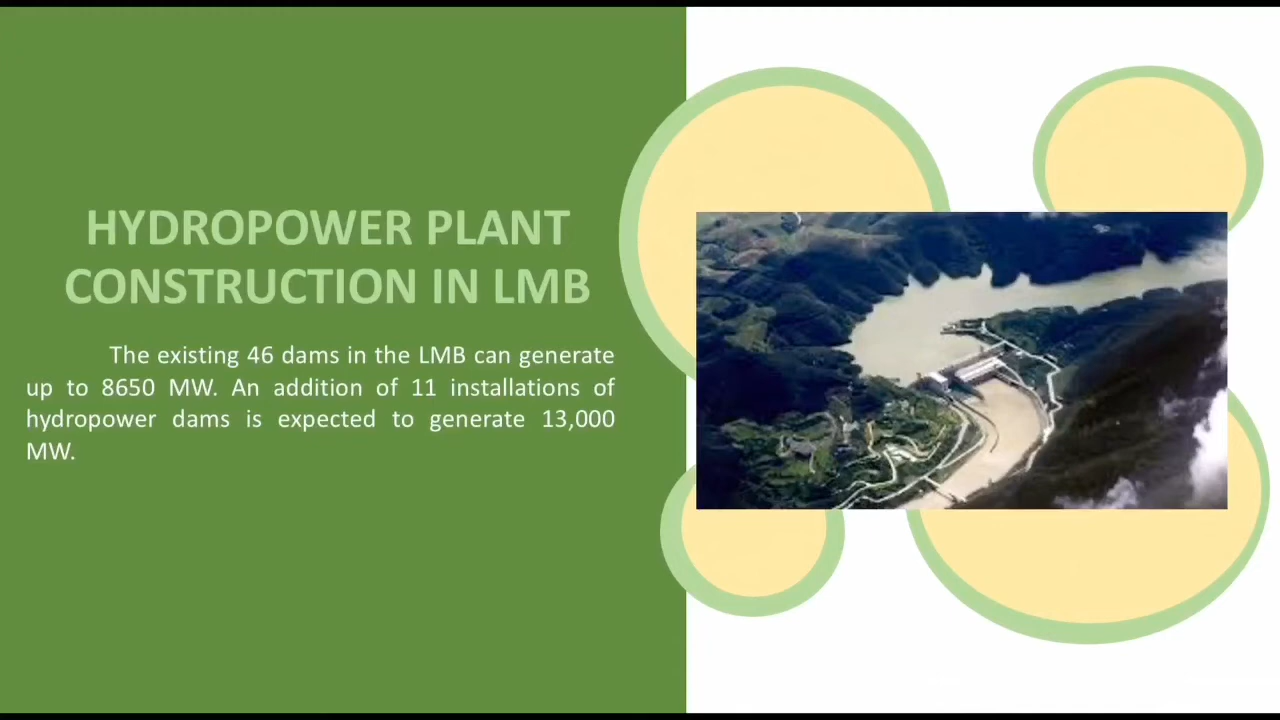 HYDROPOWER PLANT
CONSTRUCTION IN LMB
The existing 46 dams in the LMB can generate
up to 8650 MW. An addition of 11 installations of
hydropower dams is expected to generate 13,000
MW.